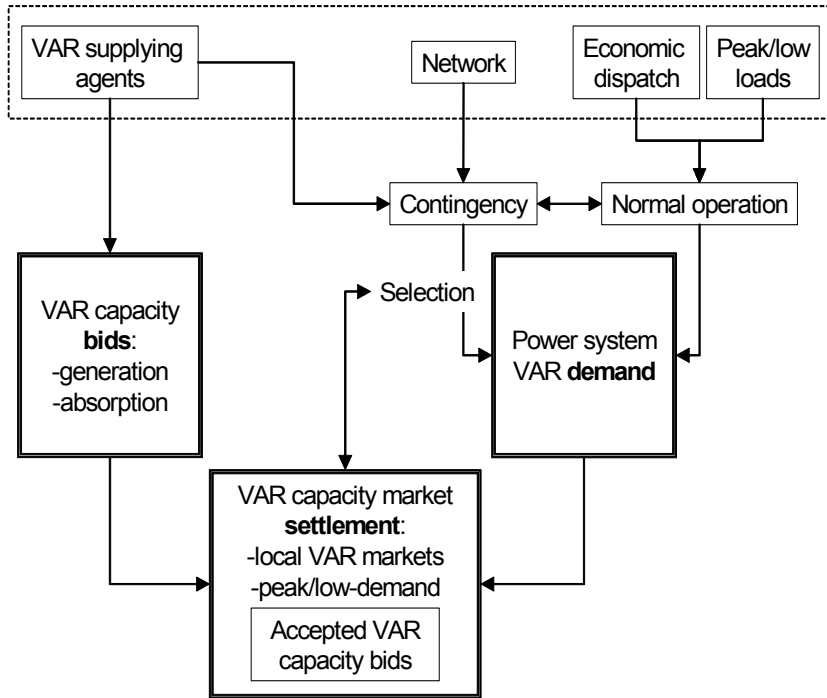 VAR supplying
agents
Network
Economic
dispatch
Peak/low
loads
Contingency
Normal operation
Selection
VAR capacity
bids:
-generation
-absorption
Power system
VAR demand
VAR capacity market
settlement:
-local VAR markets
-peak/low-demand
Accepted VAR
capacity bids